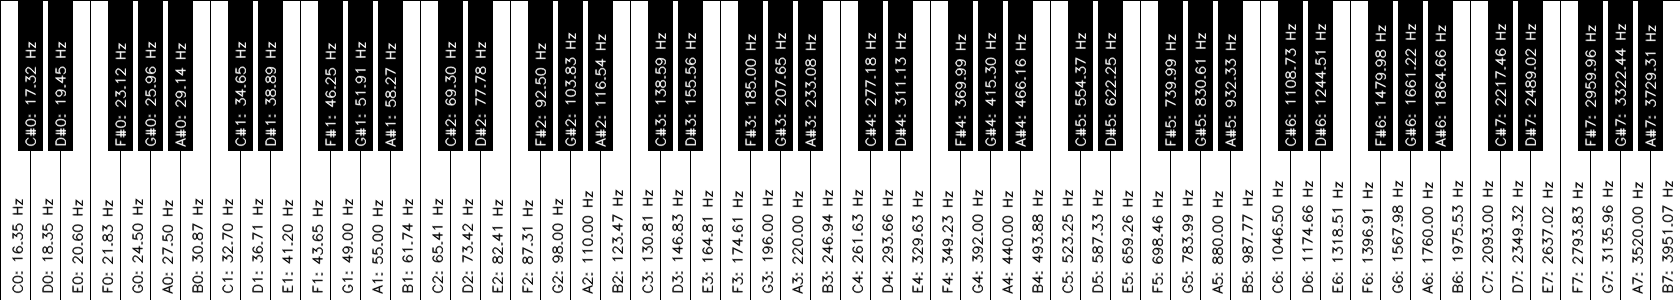 C#0: 17.32 Hz
D#0: 19.45 Hz
F#0: 23.12 Hz
G#0: 25.96 Hz
A#0: 29.14 Hz
C#1: 34.65 Hz
D#1: 38.89 Hz
F#1: 46.25 Hz
G#1: 51.91 Hz
A#1: 58.27 Hz
C#2: 69.30 Hz
D#2: 77.78 Hz
F#2: 92.50 Hz
G#2: 103.83 Hz
A#2: 116.54 Hz
C#3: 138.59 Hz
D#3: 155.56 Hz
F#3: 185.00 Hz
G#3: 207.65 Hz
A#3: 233.08 Hz
C#4: 277.18 Hz
D#4: 311.13 Hz
F#4: 369.99 Hz
G#4: 415.30 Hz
A#4: 466.16 Hz
C#5: 554.37 Hz
D#5: 622.25 Hz
F#5: 739.99 Hz
G#5: 830.61 Hz
A#5: 932.33 Hz
C#6: 1108.73 Hz
D#6: 1244.51 Hz
F#6: 1479.98 Hz
G#6: 1661.22 Hz
A#6: 1864.66 Hz
C#7: 2217.46 Hz
D#7: 2489.02 Hz
F#7: 2959.96 Hz
G#7: 3322.44 Hz
A#7: 3729.31 Hz
C0: 16.35 Hz
D0: 18.35 Hz
E0: 20.60 Hz
F0: 21.83 Hz
G0: 24.50 Hz
A0: 27.50 Hz
B0: 30.87 Hz
C1: 32.70 Hz
D1: 36.71 Hz
E1: 41.20 Hz
F1: 43.65 Hz
G1: 49.00 Hz
A1: 55.00 Hz
B1: 61.74 Hz
C2: 65.41 Hz
D2: 73.42 Hz
E2: 82.41 Hz
F2: 87.31 Hz
G2: 98.00 Hz
A2: 110.00 Hz
B2: 123.47 Hz
C3: 130.81 Hz
D3: 146.83 Hz
E3: 164.81 Hz
F3: 174.61 Hz
G3: 196.00 Hz
A3: 220.00 Hz
B3: 246.94 Hz
C4: 261.63 Hz
D4: 293.66 Hz
E4: 329.63 Hz
F4: 349.23 Hz
G4: 392.00 Hz
A4: 440.00 Hz
B4: 493.88 Hz
C5: 523.25 Hz
D5: 587.33 Hz
E5: 659.26 Hz
F5: 698.46 Hz
G5: 783.99 Hz
A5: 880.00 Hz
B5: 987.77 Hz
C6: 1046.50 Hz
D6: 1174.66 Hz
E6: 1318.51 Hz
F6: 1396.91 Hz
G6: 1567.98 Hz
A6: 1760.00 Hz
B6: 1975.53 Hz
C7: 2093.00 Hz
D7: 2349.32 Hz
E7: 2637.02 Hz
F7: 2793.83 Hz
G7: 3135.96 Hz
A7: 3520.00 Hz
B7: 3951.07 Hz